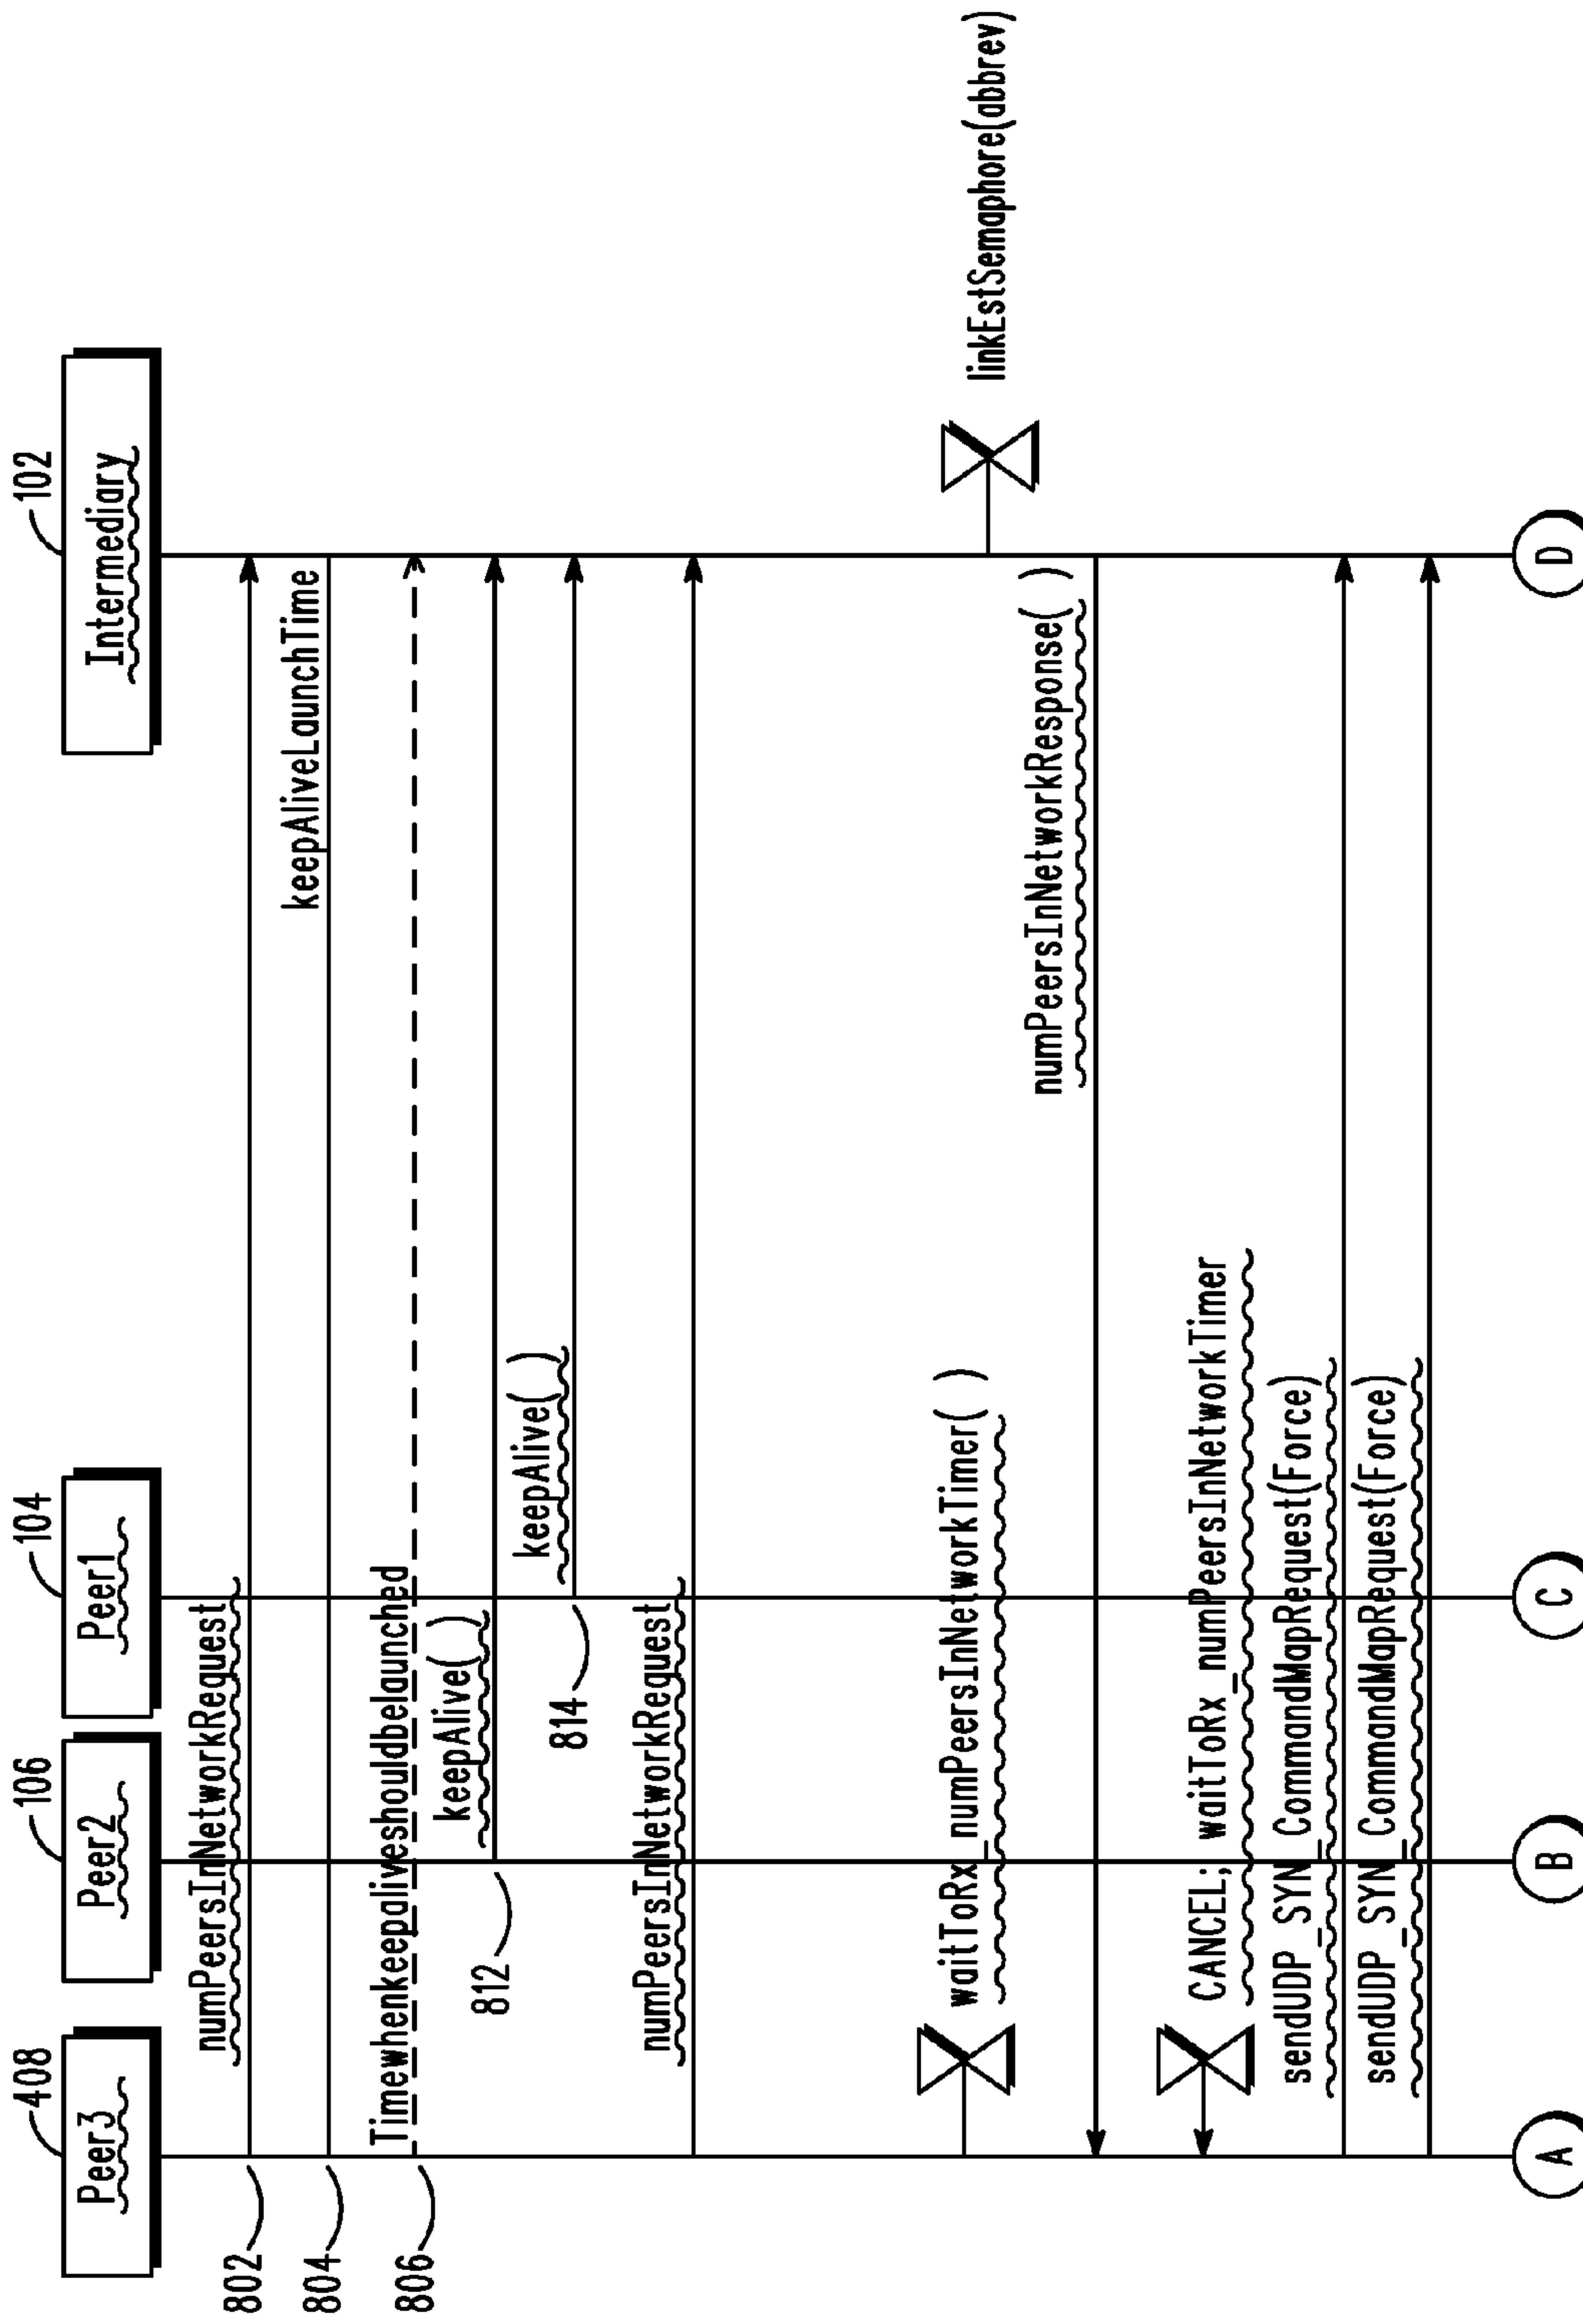 408
106
104
102
Peer3
Peer2
Peer1
Intermediary
802
numPeersInNetworkRequest
804
keepAliveLaunchTime
806
Timewhenkeepaliveshouldbelaunched
812
keepAlive( )
814
keepAlive( )
numPeersInNetworkRequest
waitToRx_numPeersInNetworkTimer( )
linkEstSemaphore(abbrev)
numPeersInNetworkResponse( )
CANCEL; waitToRx_numPeersInNetworkTimer
sendUDP_SYN_CommandMapRequest(Force)
sendUDP_SYN_CommandMapRequest(Force)
A
B
C
D